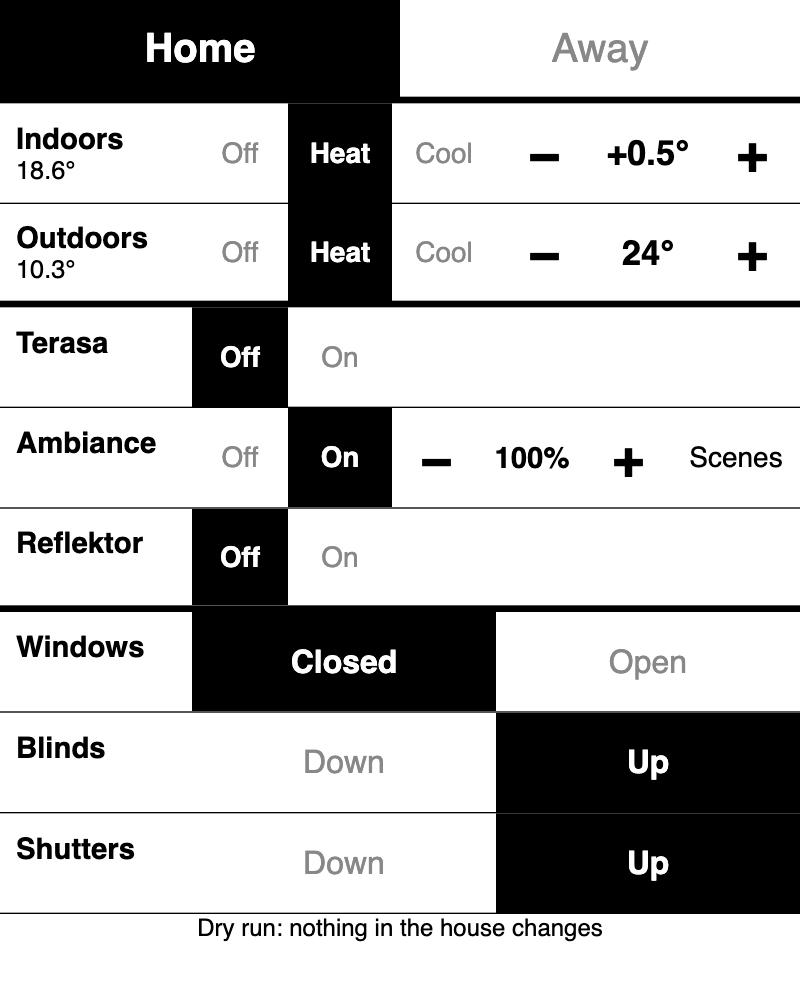 Home Away
Indoors Off Heat Cool − +0.5° +
18.6°
Outdoors Off Heat Cool − 24° +
10.3°
Terasa Off On
Ambiance Off On − 100% + Scenes
Reflektor Off On
Windows Closed Open
Blinds Down Up
Shutters Down Up
Dry run: nothing in the house changes